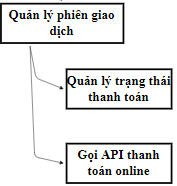 Quản lý phiên giao
dịch
Quản lý trạng thái
thanh toán
Gọi API thanh
toán online